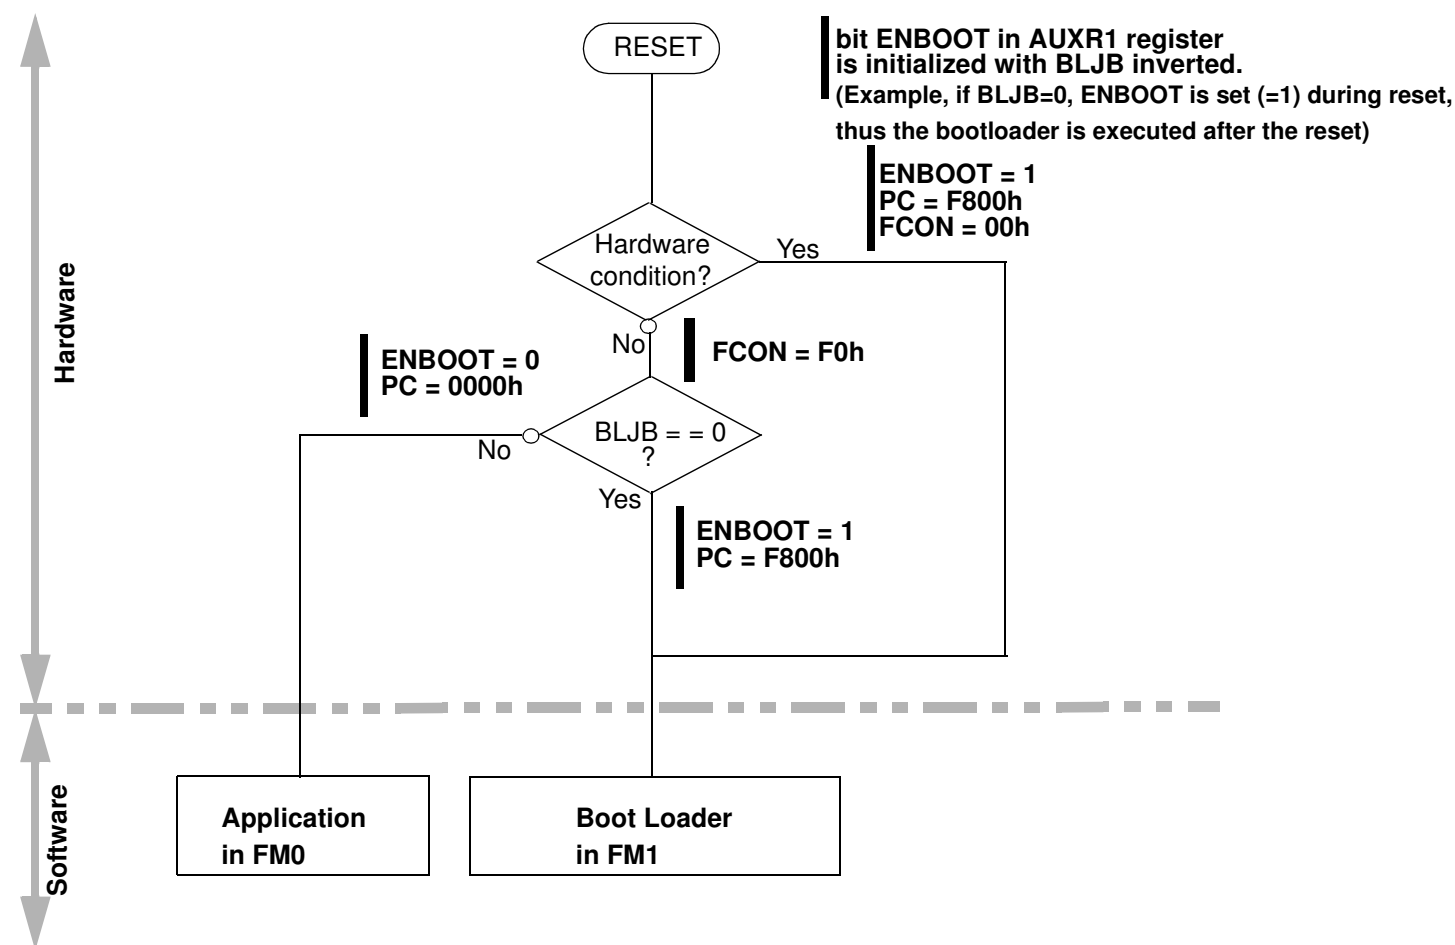 RESET
bit ENBOOT in AUXR1 register
is initialized with BLJB inverted.
(Example, if BLJB=0, ENBOOT is set (=1) during reset,
thus the bootloader is executed after the reset)
ENBOOT = 1
PC = F800h
FCON = 00h
Hardware
condition?
Yes
No
FCON = F0h
Hardware
ENBOOT = 0
PC = 0000h
BLJB = = 0
?
No
Yes
ENBOOT = 1
PC = F800h
Software
Application
in FM0
Boot Loader
in FM1